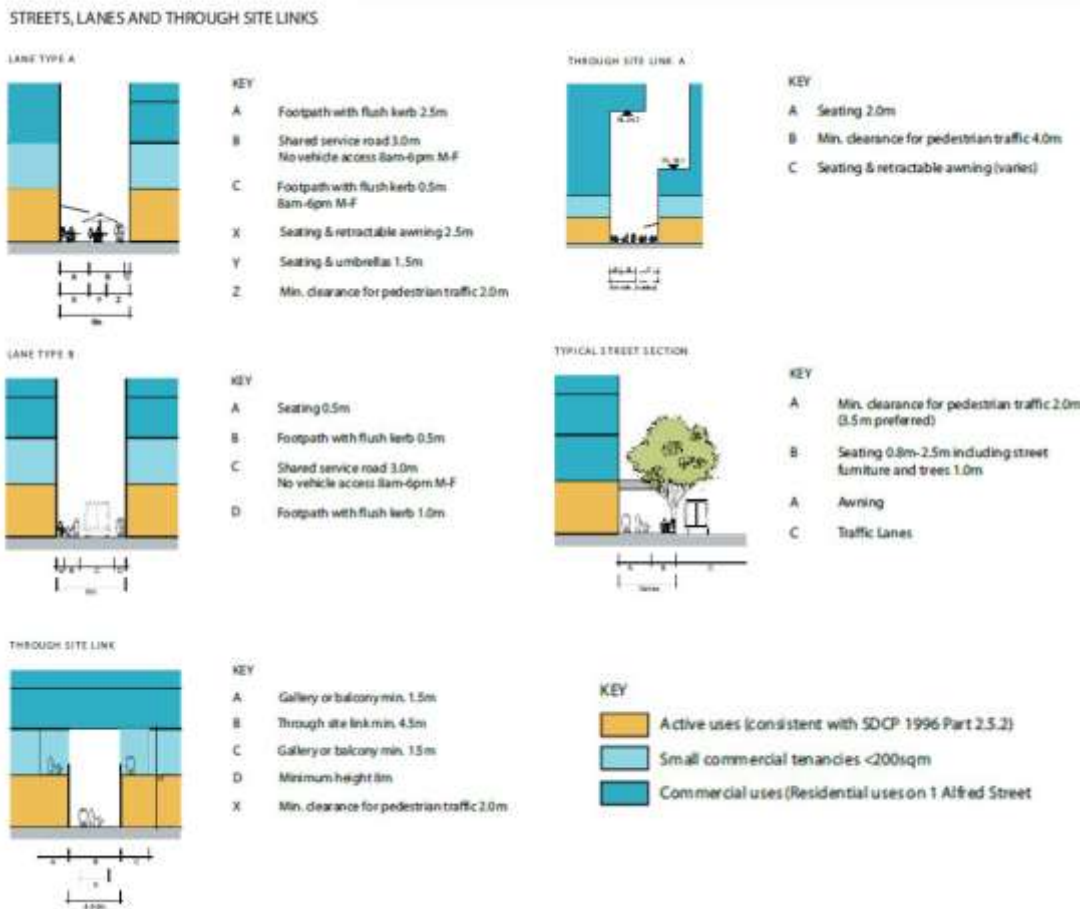 STREETS, LANES AND THROUGH SITE LINKS
LANE TYPE A
KEY
A Footpath with flush kerb 2.5m
B Shared service road 3.0m
No vehicle access 8am-6pm M-F
C Footpath with flush kerb 0.5m
8am-6pm M-F
X Seating & retractable awning 2.5m
Y Seating & umbrellas 1.5m
Z Min. clearance for pedestrian traffic 2.0m
THROUGH SITE LINK A
KEY
A Seating 2.0m
B Min. clearance for pedestrian traffic 4.0m
C Seating & retractable awning (varies)
LANE TYPE B
KEY
A Seating 0.5m
B Footpath with flush kerb 0.5m
C Shared service road 3.0m
No vehicle access 8am-6pm M-F
D Footpath with flush kerb 1.0m
TYPICAL STREET SECTION
KEY
A Min. clearance for pedestrian traffic 2.0m
(3.5m preferred)
B Seating 0.8m-2.5m including street
furniture and trees 1.0m
A Awning
C Traffic Lanes
THROUGH SITE LINK
KEY
A Gallery or balcony min. 1.5m
B Through site link min. 4.5m
C Gallery or balcony min. 1.5m
D Minimum height 8m
X Min. clearance for pedestrian traffic 2.0m
KEY
Active uses (consistent with SDCP 1996 Part 2.5.2)
Small commercial tenancies <200sqm
Commercial uses (Residential uses on 1 Alfred Street